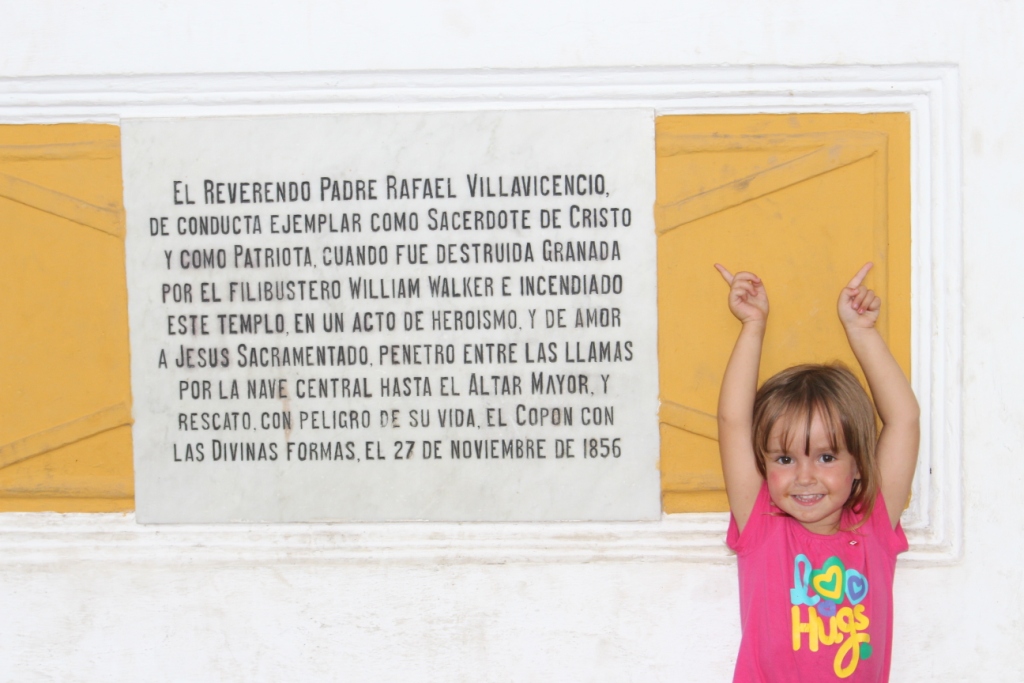 EL REVERENDO PADRE RAFAEL VILLAVICENCIO,
DE CONDUCTA EJEMPLAR COMO SACERDOTE DE CRISTO
Y COMO PATRIOTA, CUANDO FUE DESTRUIDA GRANADA
POR EL FILIBUSTERO WILLIAM WALKER E INCENDIADO
ESTE TEMPLO, EN UN ACTO DE HEROISMO, Y DE AMOR
A JESUS SACRAMENTADO, PENETRO ENTRE LAS LLAMAS
POR LA NAVE CENTRAL HASTA EL ALTAR MAYOR, Y
RESCATO, CON PELIGRO DE SU VIDA, EL COPON CON
LAS DIVINAS FORMAS, EL 27 DE NOVIEMBRE DE 1856
Hugs